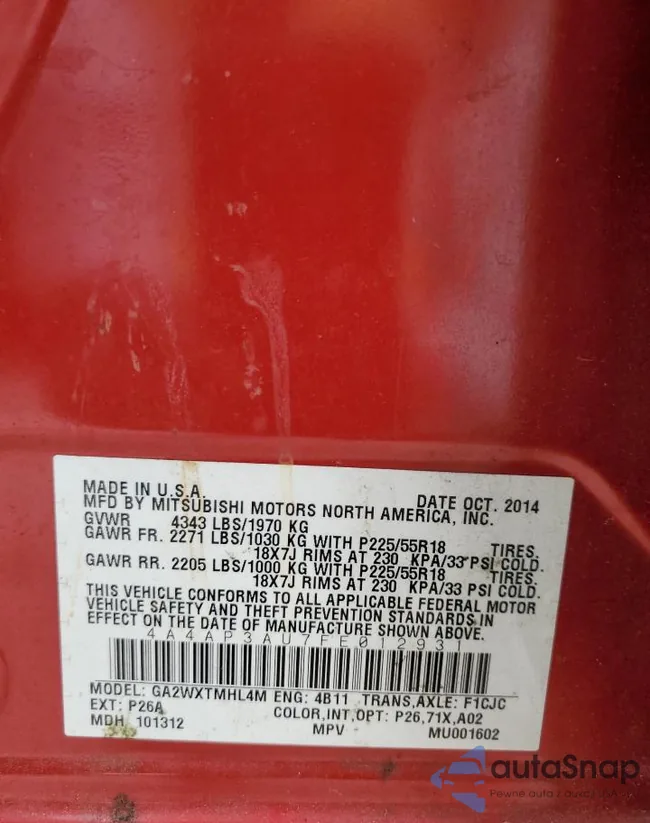 MADE IN U.S.A. DATE OCT. 2014
MFD BY MITSUBISHI MOTORS NORTH AMERICA, INC.
GVWR 4343 LBS/1970 KG
GAWR FR. 2271 LBS/1030 KG WITH P225/55R18 TIRES.
18X7J RIMS AT 230 KPA/33 PSI COLD.
GAWR RR. 2205 LBS/1000 KG WITH P225/55R18 TIRES.
18X7J RIMS AT 230 KPA/33 PSI COLD.
THIS VEHICLE CONFORMS TO ALL APPLICABLE FEDERAL MOTOR
VEHICLE SAFETY AND THEFT PREVENTION STANDARDS IN
EFFECT ON THE DATE OF MANUFACTURE SHOWN ABOVE.
4A4AP3AU7FE012931
MODEL: GA2WXTMHL4M ENG: 4B11 TRANS,AXLE: F1CJC
EXT: P26A COLOR,INT,OPT: P26,71X,A02
MDH 101312 MPV MU001602
autaSnap
Pewne auta z aukcji